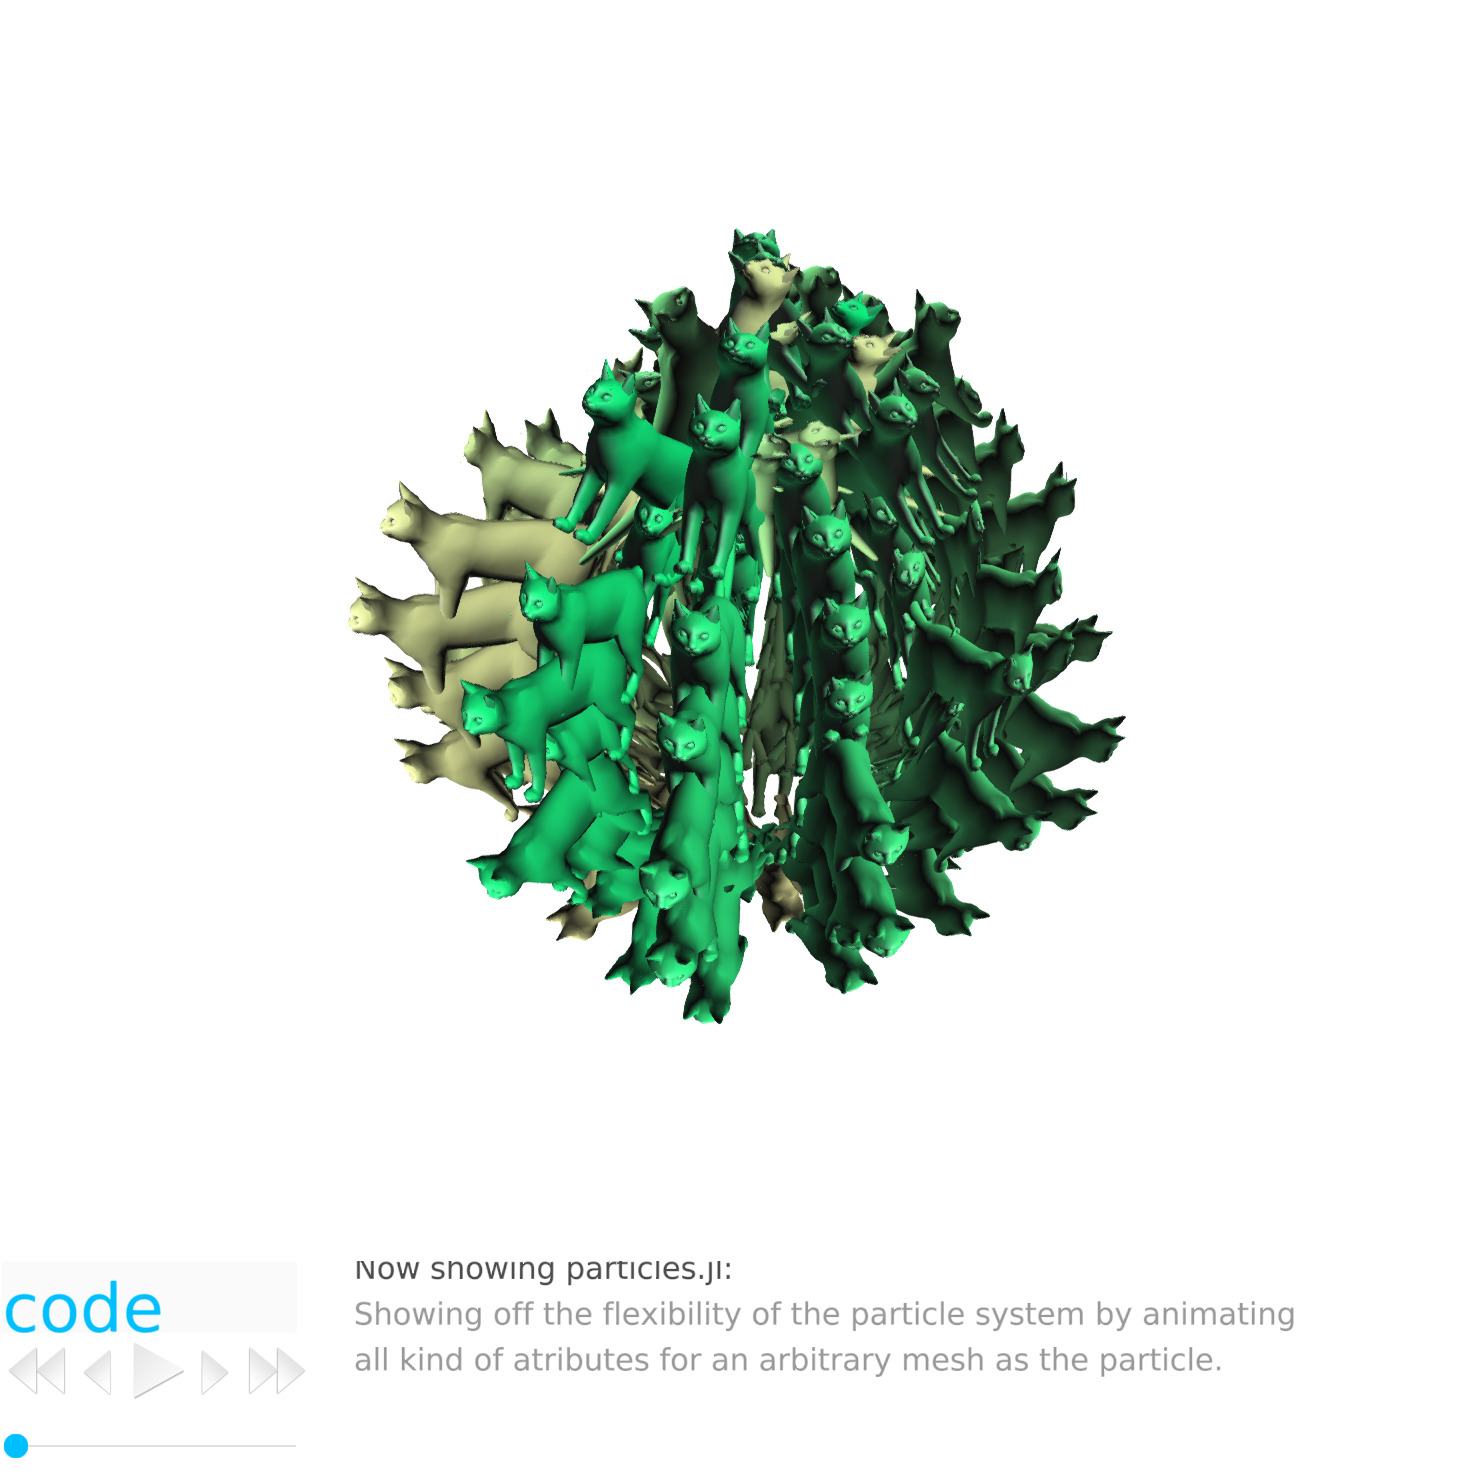 Now showing particles.jl:
code
Showing off the flexibility of the particle system by animating
all kind of atributes for an arbitrary mesh as the particle.